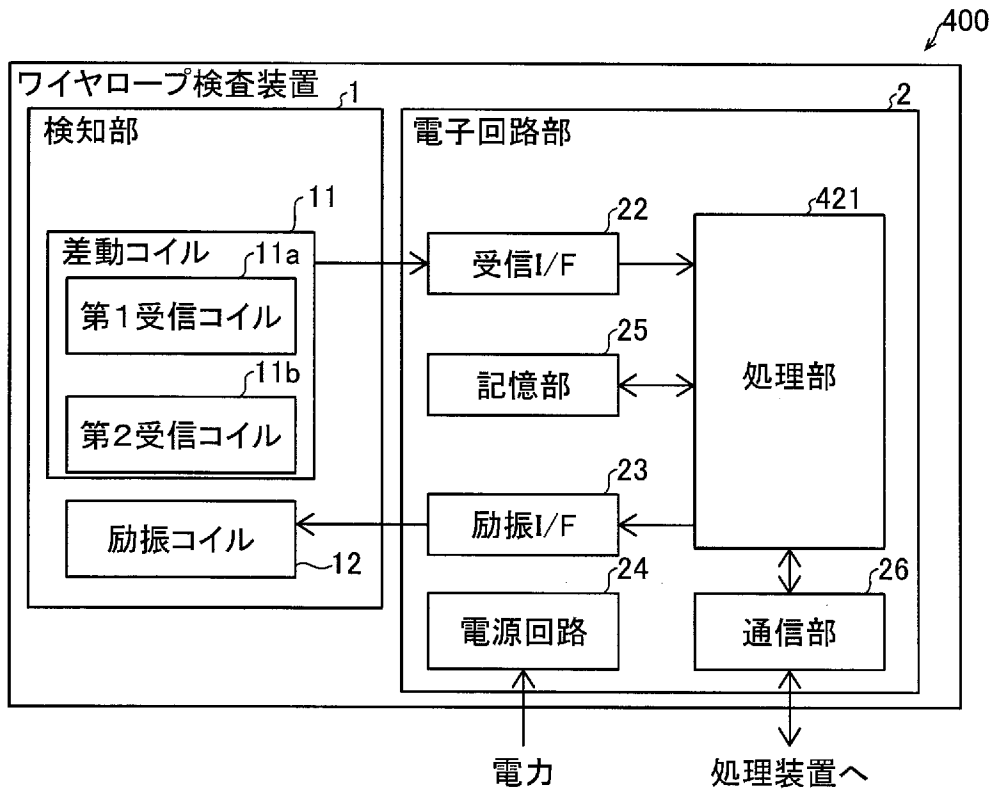 400
ワイヤロープ検査装置
1
検知部
2
電子回路部
11
差動コイル
11a
第1受信コイル
11b
第2受信コイル
励振コイル
12
22
受信I/F
25
記憶部
23
励振I/F
24
電源回路
421
処理部
26
通信部
電力
処理装置へ